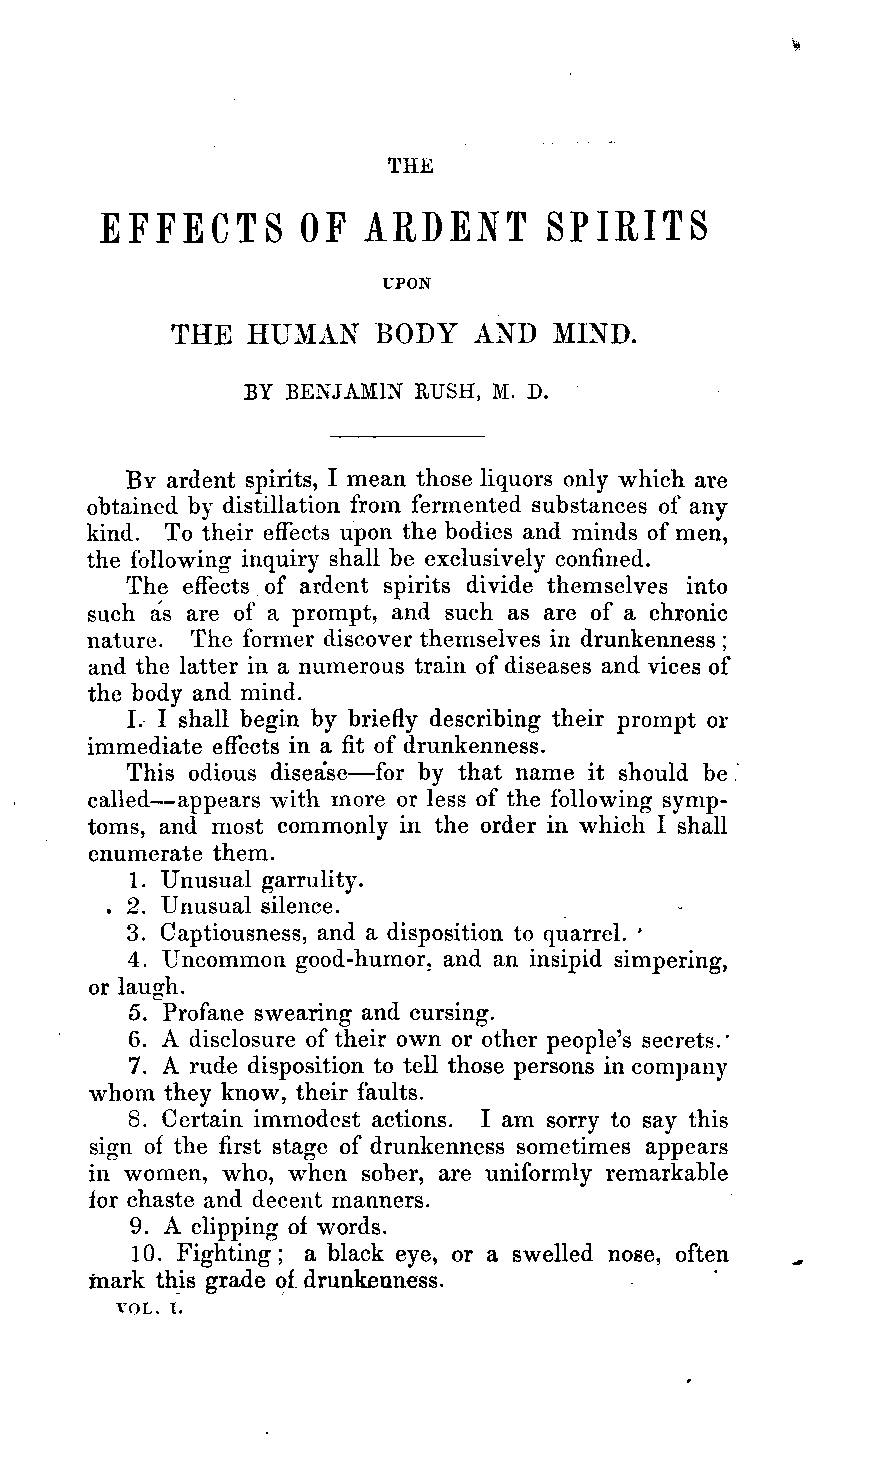 THE
EFFECTS OF ARDENT SPIRITS
UPON
THE HUMAN BODY AND MIND.
BY BENJAMIN RUSH, M. D.
By ardent spirits, I mean those liquors only which are
obtained by distillation from fermented substances of any
kind. To their effects upon the bodies and minds of men,
the following inquiry shall be exclusively confined.
The effects of ardent spirits divide themselves into
such as are of a prompt, and such as are of a chronic
nature. The former discover themselves in drunkenness;
and the latter in a numerous train of diseases and vices of
the body and mind.
I. I shall begin by briefly describing their prompt or
immediate effects in a fit of drunkenness.
This odious disease—for by that name it should be
called—appears with more or less of the following symp-
toms, and most commonly in the order in which I shall
enumerate them.
1. Unusual garrulity.
2. Unusual silence.
3. Captiousness, and a disposition to quarrel.
4. Uncommon good-humor, and an insipid simpering,
or laugh.
5. Profane swearing and cursing.
6. A disclosure of their own or other people's secrets.
7. A rude disposition to tell those persons in company
whom they know, their faults.
8. Certain immodest actions. I am sorry to say this
sign of the first stage of drunkenness sometimes appears
in women, who, when sober, are uniformly remarkable
for chaste and decent manners.
9. A clipping of words.
10. Fighting; a black eye, or a swelled nose, often
mark this grade of drunkenness.
VOL. I.